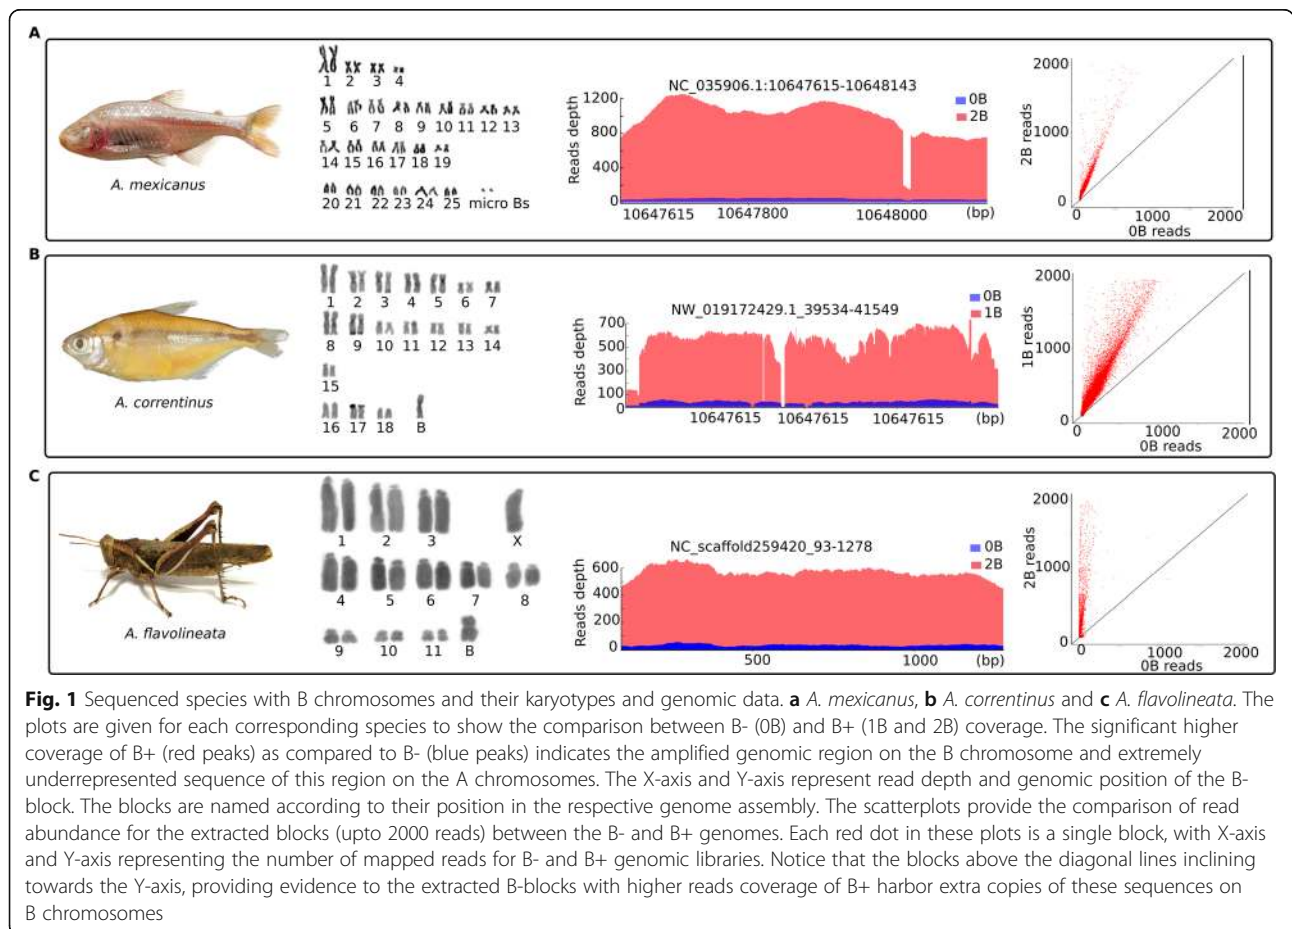 A
1 2 3 4
5 6 7 8 9 10 11 12 13
14 15 16 17 18 19
20 21 22 23 24 25 micro Bs
A. mexicanus
NC_035906.1:10647615-10648143
0B
2B
Reads depth
1200
800
400
0
10647615 10647800 10648000 (bp)
2B reads
2000
1000
0
0 1000 2000
0B reads
B
1 2 3 4 5 6 7
8 9 10 11 12 13 14
15
16 17 18 B
A. correntinus
NW_019172429.1_39534-41549
0B
1B
Reads depth
700
500
300
100
0
10647615 10647615 10647615 (bp)
1B reads
2000
1000
0
0 1000 2000
0B reads
C
1 2 3 X
4 5 6 7 8
9 10 11 B
A. flavolineata
NC_scaffold259420_93-1278
0B
2B
Reads depth
600
400
200
0
500 1000 (bp)
2B reads
2000
1000
0
0 1000 2000
0B reads
Fig. 1 Sequenced species with B chromosomes and their karyotypes and genomic data. a A. mexicanus, b A. correntinus and c A. flavolineata. The
plots are given for each corresponding species to show the comparison between B- (0B) and B+ (1B and 2B) coverage. The significant higher
coverage of B+ (red peaks) as compared to B- (blue peaks) indicates the amplified genomic region on the B chromosome and extremely
underrepresented sequence of this region on the A chromosomes. The X-axis and Y-axis represent read depth and genomic position of the B-
block. The blocks are named according to their position in the respective genome assembly. The scatterplots provide the comparison of read
abundance for the extracted blocks (upto 2000 reads) between the B- and B+ genomes. Each red dot in these plots is a single block, with X-axis
and Y-axis representing the number of mapped reads for B- and B+ genomic libraries. Notice that the blocks above the diagonal lines inclining
towards the Y-axis, providing evidence to the extracted B-blocks with higher reads coverage of B+ harbor extra copies of these sequences on
B chromosomes